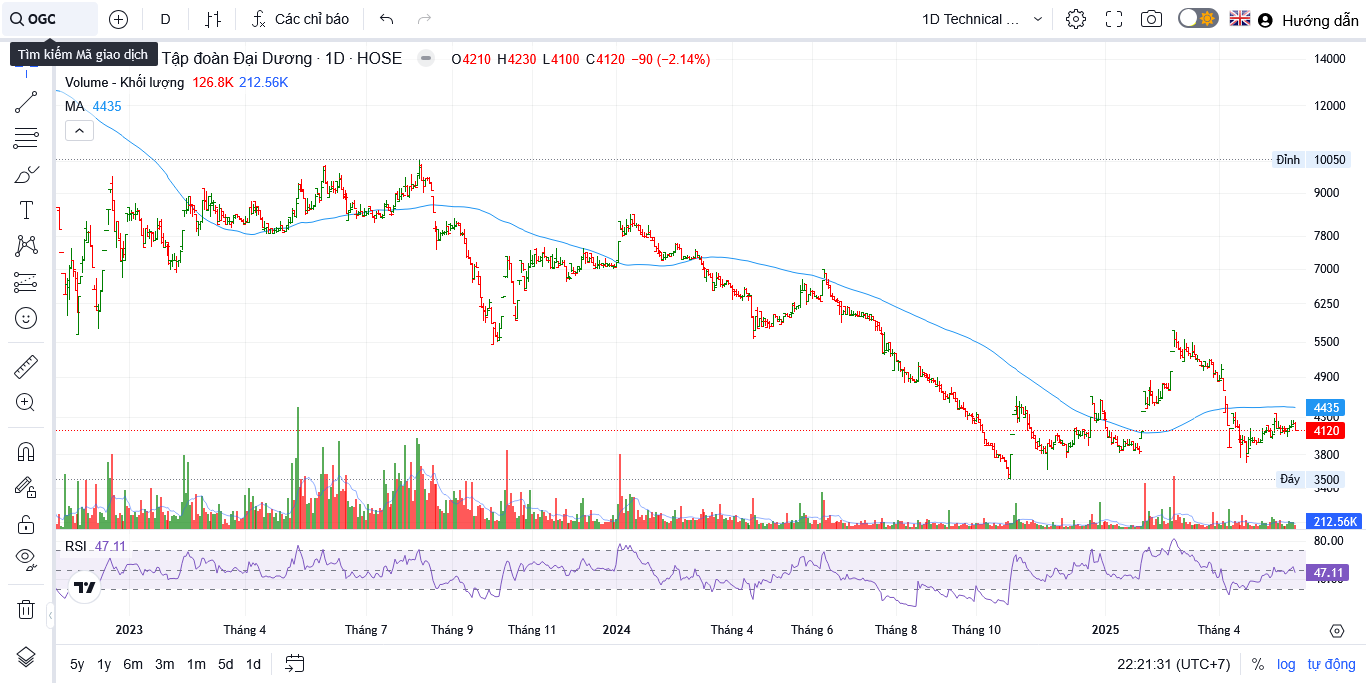 OGC D Các chỉ báo 1D Technical ... Hướng dẫn
Tìm kiếm Mã giao dịch Tập đoàn Đại Dương · 1D · HOSE O4210 H4230 L4100 C4120 −90 (−2.14%)
Volume - Khối lượng 126.8K 212.56K
MA 4435
14000
12000
Đỉnh 10050
9000
7800
7000
6250
5500
4900
4435
4300
4120
3800
Đáy 3500
3400
212.56K
RSI 47.11
80.00
47.11
2023 Tháng 4 Tháng 7 Tháng 9 Tháng 11 2024 Tháng 4 Tháng 6 Tháng 8 Tháng 10 2025 Tháng 4
5y 1y 6m 3m 1m 5d 1d 22:21:31 (UTC+7) % log tự động